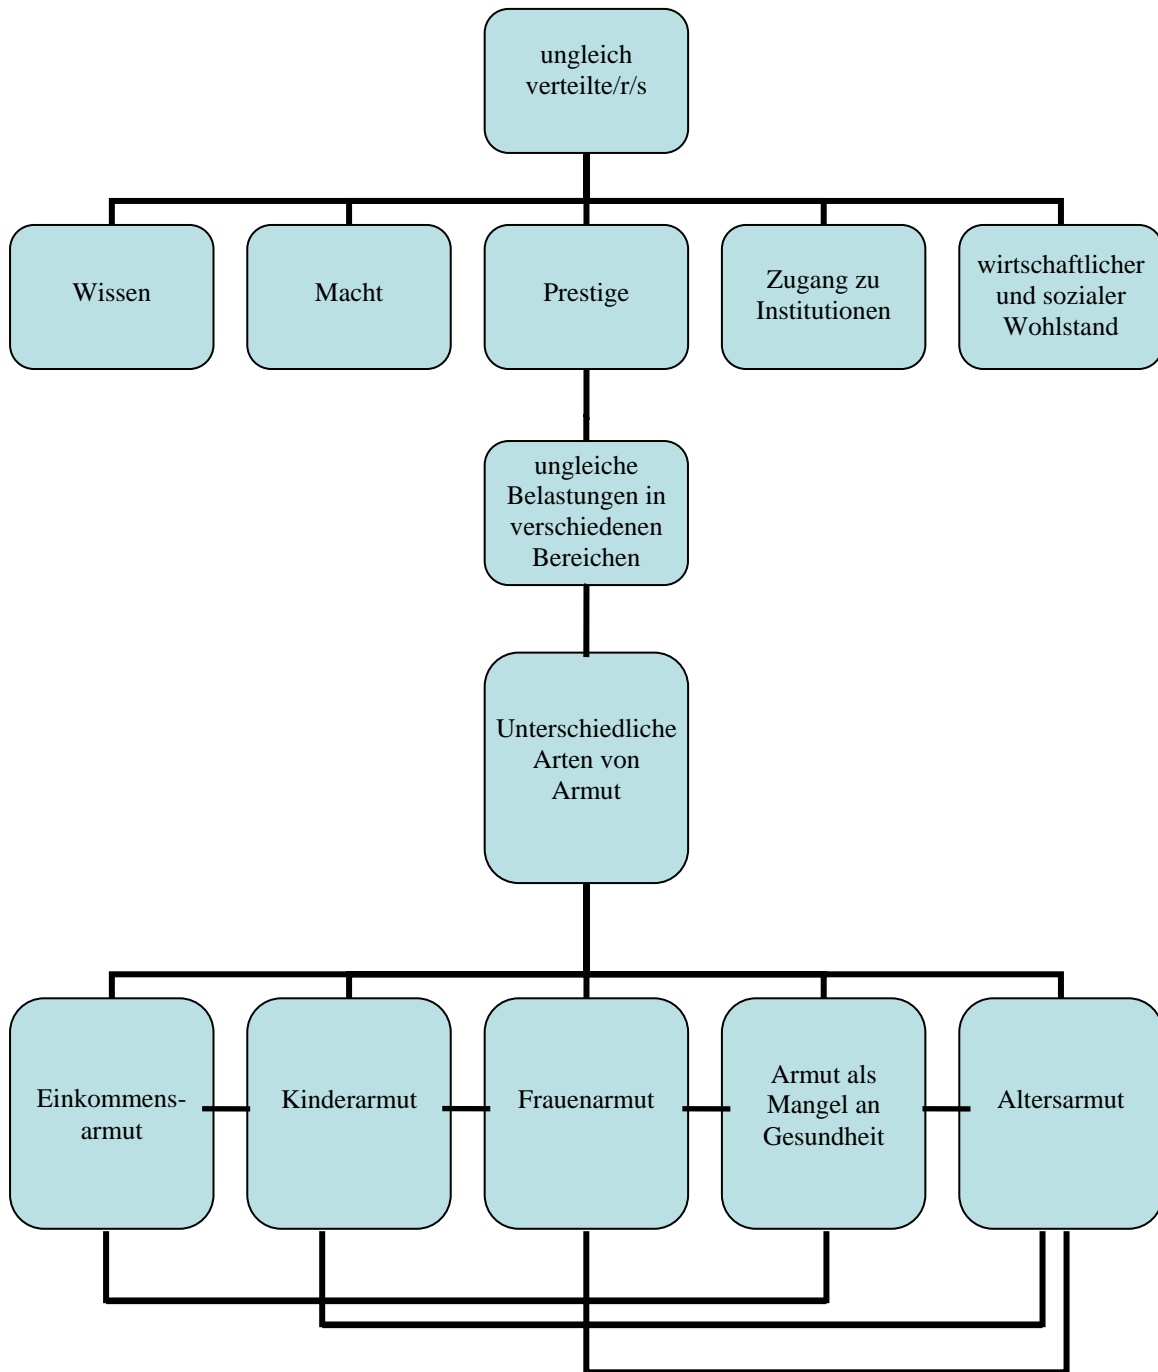 ungleich
verteilte/r/s
Wissen
Macht
Prestige
Zugang zu
Institutionen
wirtschaftlicher
und sozialer
Wohlstand
ungleiche
Belastungen in
verschiedenen
Bereichen
Unterschiedliche
Arten von
Armut
Einkommens-
armut
Kinderarmut
Frauenarmut
Armut als
Mangel an
Gesundheit
Altersarmut